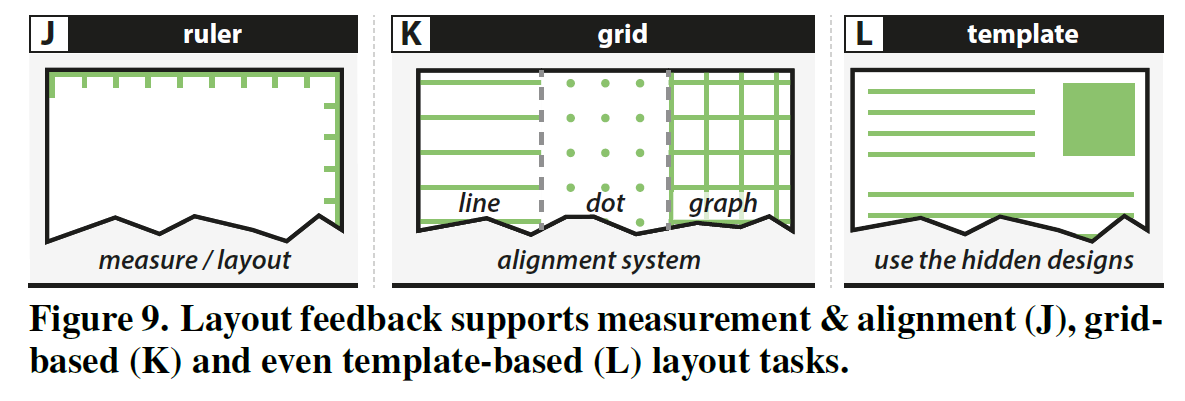 J ruler
K grid
L template
line dot graph
measure / layout
alignment system
use the hidden designs
Figure 9. Layout feedback supports measurement & alignment (J), grid-
based (K) and even template-based (L) layout tasks.